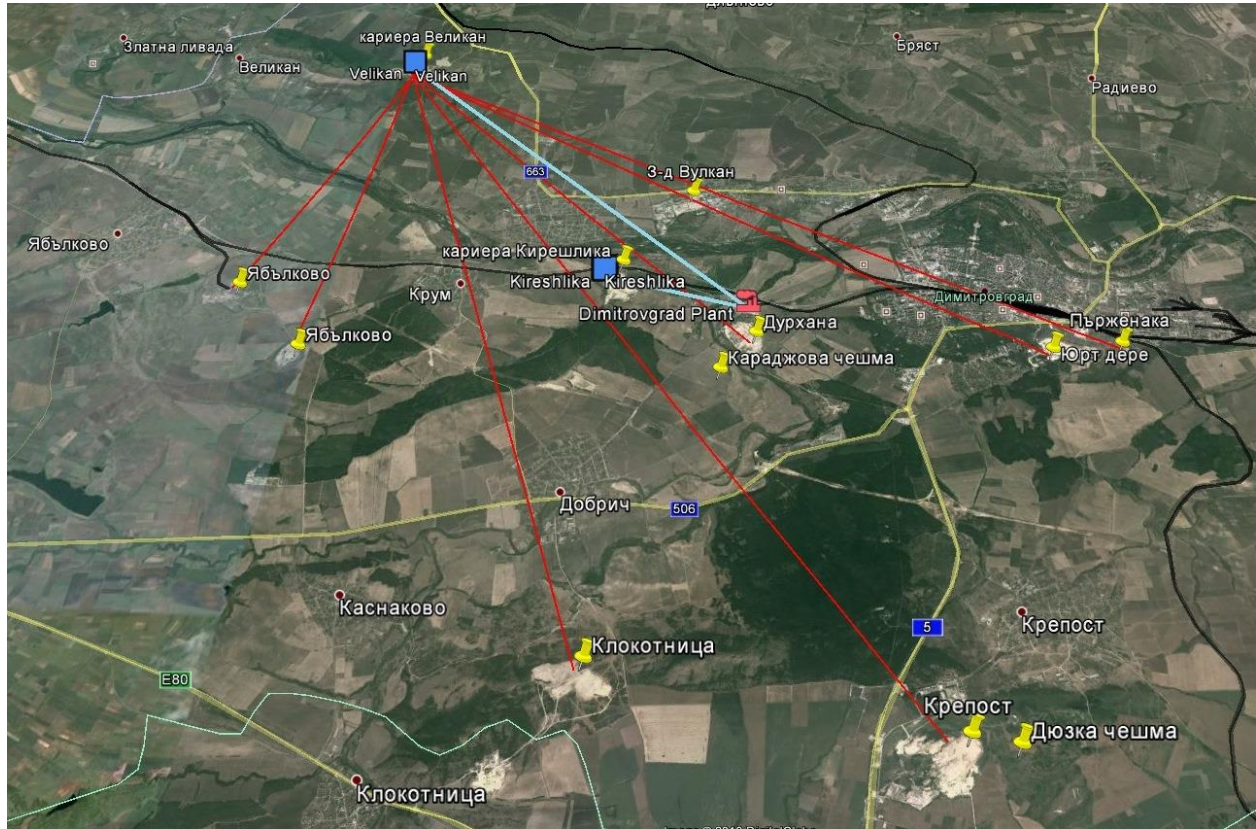 Златна ливада
Великан
кариера Великан
Velikan
Velikan
Бряст
Радиево
663
З-д Вулкан
Ябълково
Ябълково
кариера Кирешлика
Kireshlika
Kireshlika
Крум
Димитровград
Dimitrovgrad Plant
Дурхана
Пърженака
Юрт дере
Ябълково
Караджова чешма
Добрич
506
Каснаково
Крепост
5
Клокотница
E80
Крепост
Дюзка чешма
Клокотница